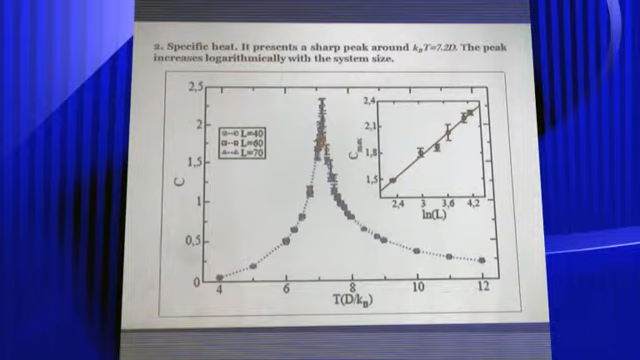 2. Specific heat. It presents a sharp peak around kBT=7.2D. The peak
increases logarithmically with the system size.
2,5
2
1,5
1
0,5
0
C
L=40
L=60
L=70
4
6
8
10
12
T(D/kB)
2,4
2,1
1,8
1,5
Cmax
2,4
3
3,6
4,2
ln(L)